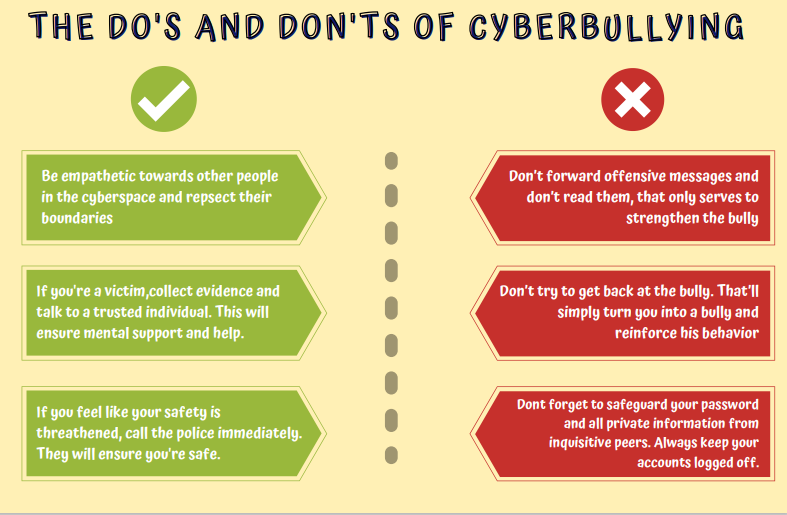 THE DO'S AND DON'TS OF CYBERBULLYING
Be empathetic towards other people
in the cyberspace and repsect their
boundaries
If you're a victim,collect evidence and
talk to a trusted individual. This will
ensure mental support and help.
If you feel like your safety is
threathened, call the police immediately.
They will ensure you're safe.
Don't forward offensive messages and
don't read them, that only serves to
strengthen the bully
Don't try to get back at the bully. That'll
simply turn you into a bully and
reinforce his behavior
Dont forget to safeguard your password
and all private information from
inquisitive peers. Always keep your
accounts logged off.